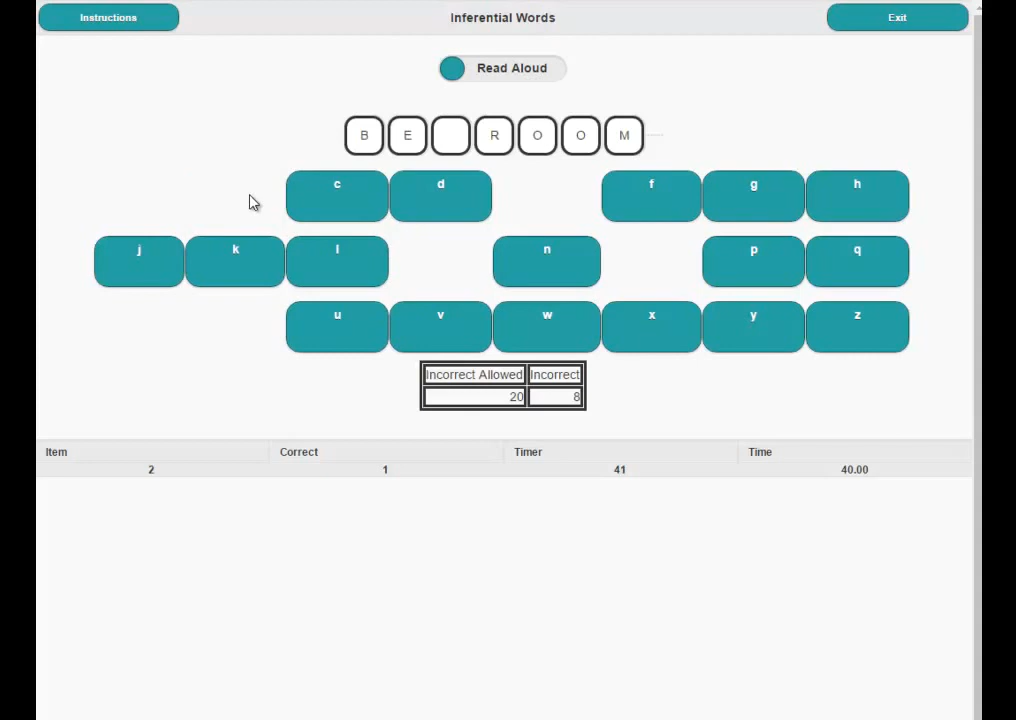 Instructions Inferential Words Exit
Read Aloud
B E R O O M
c d f g h
j k l n p q
u v w x y z
Incorrect Allowed Incorrect
20 8
Item Correct Timer Time
2 1 41 40.00